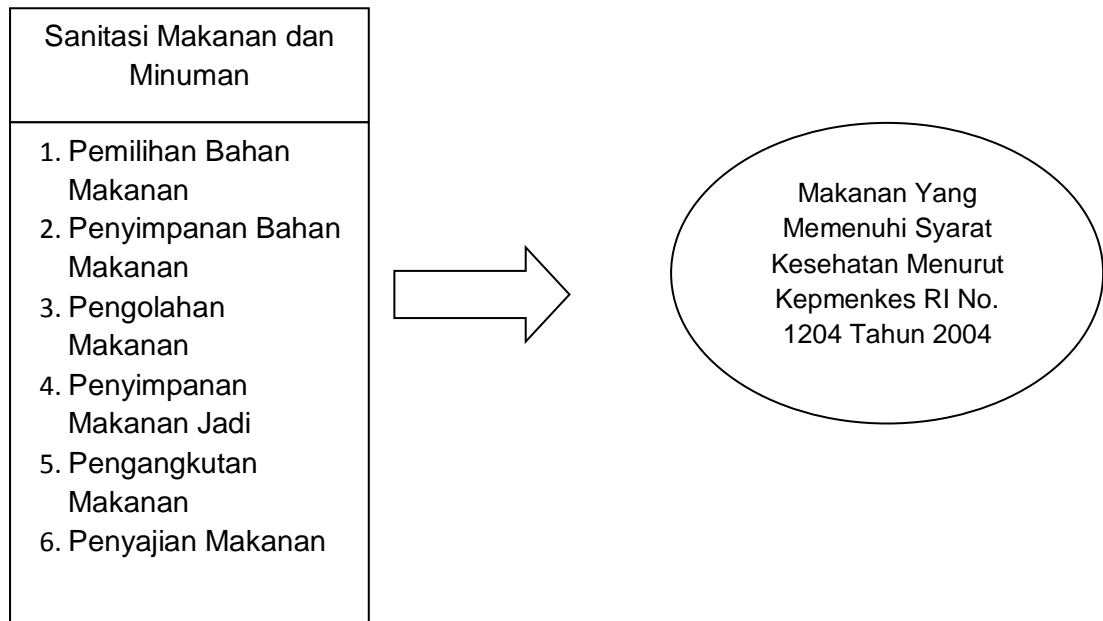 Sanitasi Makanan dan
Minuman
1. Pemilihan Bahan
Makanan
2. Penyimpanan Bahan
Makanan
3. Pengolahan
Makanan
4. Penyimpanan
Makanan Jadi
5. Pengangkutan
Makanan
6. Penyajian Makanan
Makanan Yang
Memenuhi Syarat
Kesehatan Menurut
Kepmenkes RI No.
1204 Tahun 2004